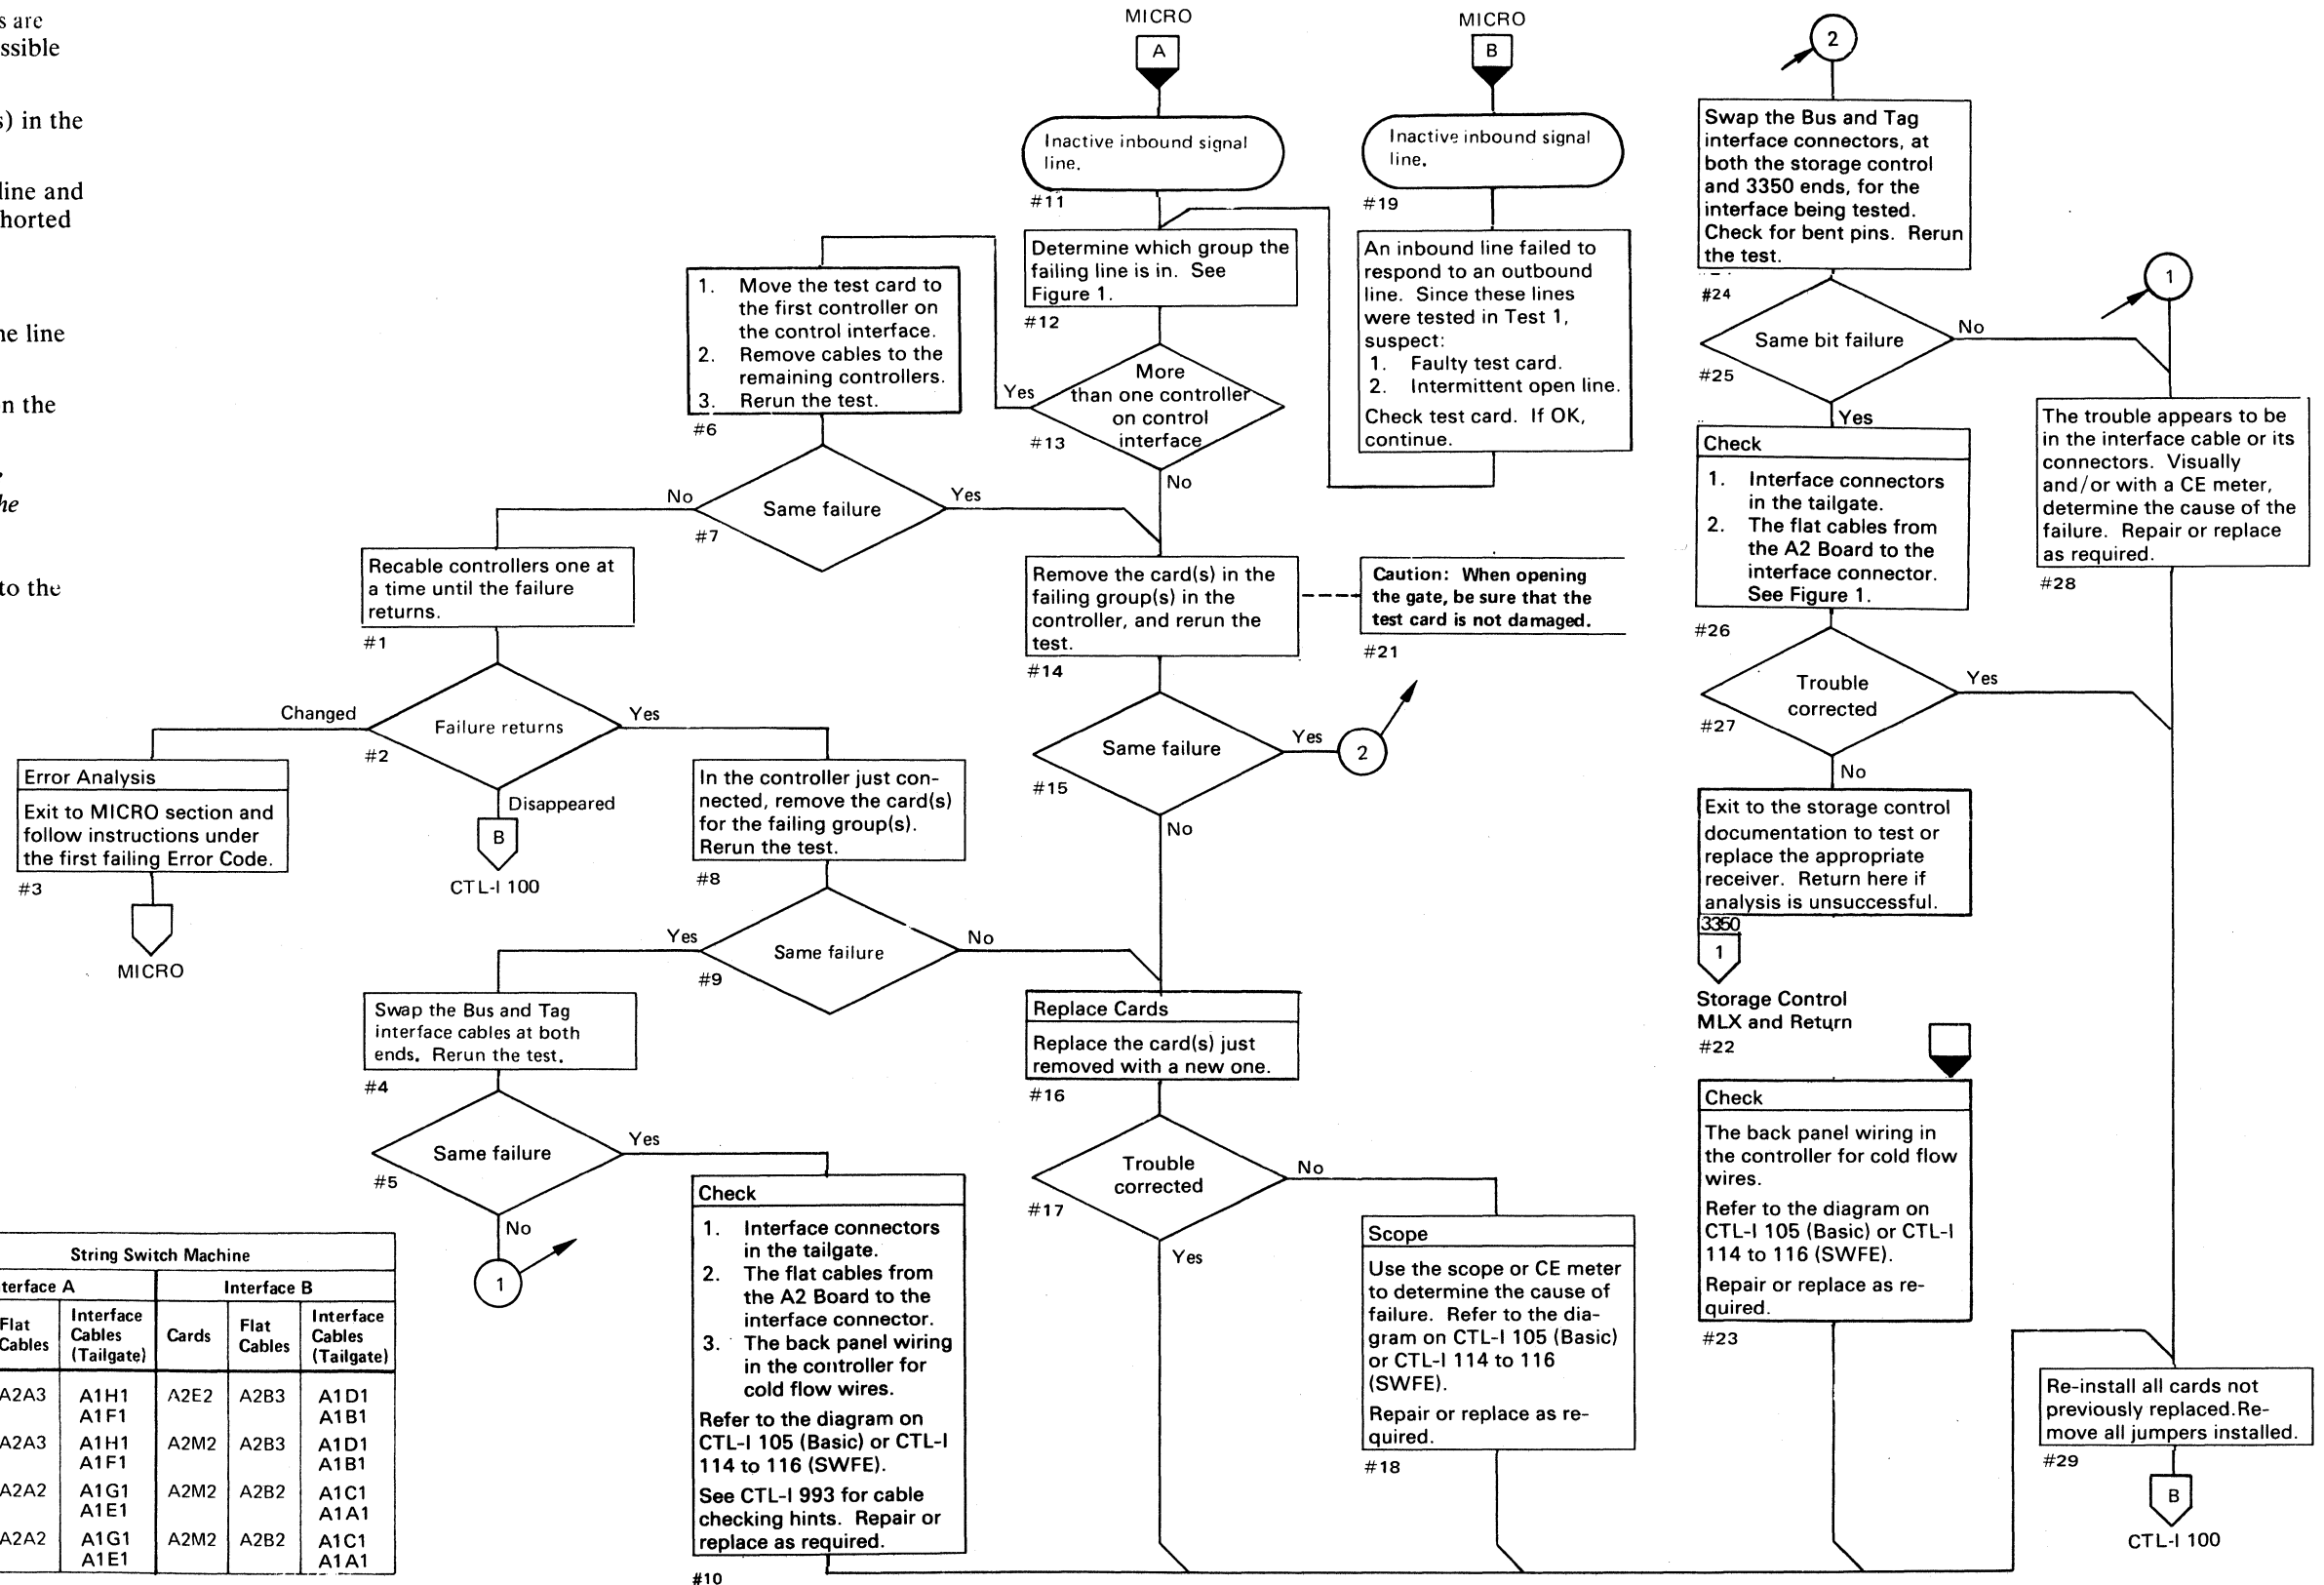 s are
ssible
s) in the
line and
horted
ne line
n the
he
to the
MICRO
A
Inactive inbound signal
line.
#11
Determine which group the
failing line is in. See
Figure 1.
#12
More
than one controller
on control
interface
#13
Yes
No
1. Move the test card to
the first controller on
the control interface.
2. Remove cables to the
remaining controllers.
3. Rerun the test.
#6
Same failure
#7
No
Yes
Recable controllers one at
a time until the failure
returns.
#1
Failure returns
#2
Changed
Yes
Disappeared
B
CTL-I 100
Error Analysis
Exit to MICRO section and
follow instructions under
the first failing Error Code.
#3
MICRO
In the controller just con-
nected, remove the card(s)
for the failing group(s).
Rerun the test.
#8
Same failure
#9
Yes
No
Swap the Bus and Tag
interface cables at both
ends. Rerun the test.
#4
Same failure
#5
Yes
No
1
Check
1. Interface connectors
in the tailgate.
2. The flat cables from
the A2 Board to the
interface connector.
3. The back panel wiring
in the controller for
cold flow wires.
Refer to the diagram on
CTL-I 105 (Basic) or CTL-I
114 to 116 (SWFE).
See CTL-I 993 for cable
checking hints. Repair or
replace as required.
#10
MICRO
B
Inactive inbound signal
line.
#19
An inbound line failed to
respond to an outbound
line. Since these lines
were tested in Test 1,
suspect:
1. Faulty test card.
2. Intermittent open line.
Check test card. If OK,
continue.
Remove the card(s) in the
failing group(s) in the
controller, and rerun the
test.
#14
Caution: When opening
the gate, be sure that the
test card is not damaged.
#21
Same failure
#15
Yes
2
No
Replace Cards
Replace the card(s) just
removed with a new one.
#16
Trouble
corrected
#17
No
Yes
Scope
Use the scope or CE meter
to determine the cause of
failure. Refer to the dia-
gram on CTL-I 105 (Basic)
or CTL-I 114 to 116
(SWFE).
Repair or replace as re-
quired.
#18
2
Swap the Bus and Tag
interface connectors, at
both the storage control
and 3350 ends, for the
interface being tested.
Check for bent pins. Rerun
the test.
#24
Same bit failure
#25
No
Yes
Check
1. Interface connectors
in the tailgate.
2. The flat cables from
the A2 Board to the
interface connector.
See Figure 1.
#26
Trouble
corrected
#27
Yes
No
Exit to the storage control
documentation to test or
replace the appropriate
receiver. Return here if
analysis is unsuccessful.
3350
1
Storage Control
MLX and Return
#22
Check
The back panel wiring in
the controller for cold flow
wires.
Refer to the diagram on
CTL-I 105 (Basic) or CTL-I
114 to 116 (SWFE).
Repair or replace as re-
quired.
#23
1
The trouble appears to be
in the interface cable or its
connectors. Visually
and/or with a CE meter,
determine the cause of the
failure. Repair or replace
as required.
#28
Re-install all cards not
previously replaced.Re-
move all jumpers installed.
#29
B
CTL-I 100
String Switch Machine
terface A Interface B
Flat Cables Interface Cables (Tailgate) Cards Flat Cables Interface Cables (Tailgate)
A2A3 A1H1 A2E2 A2B3 A1D1
A1F1 A1B1
A2A3 A1H1 A2M2 A2B3 A1D1
A1F1 A1B1
A2A2 A1G1 A2M2 A2B2 A1C1
A1E1 A1A1
A2A2 A1G1 A2M2 A2B2 A1C1
A1E1 A1A1